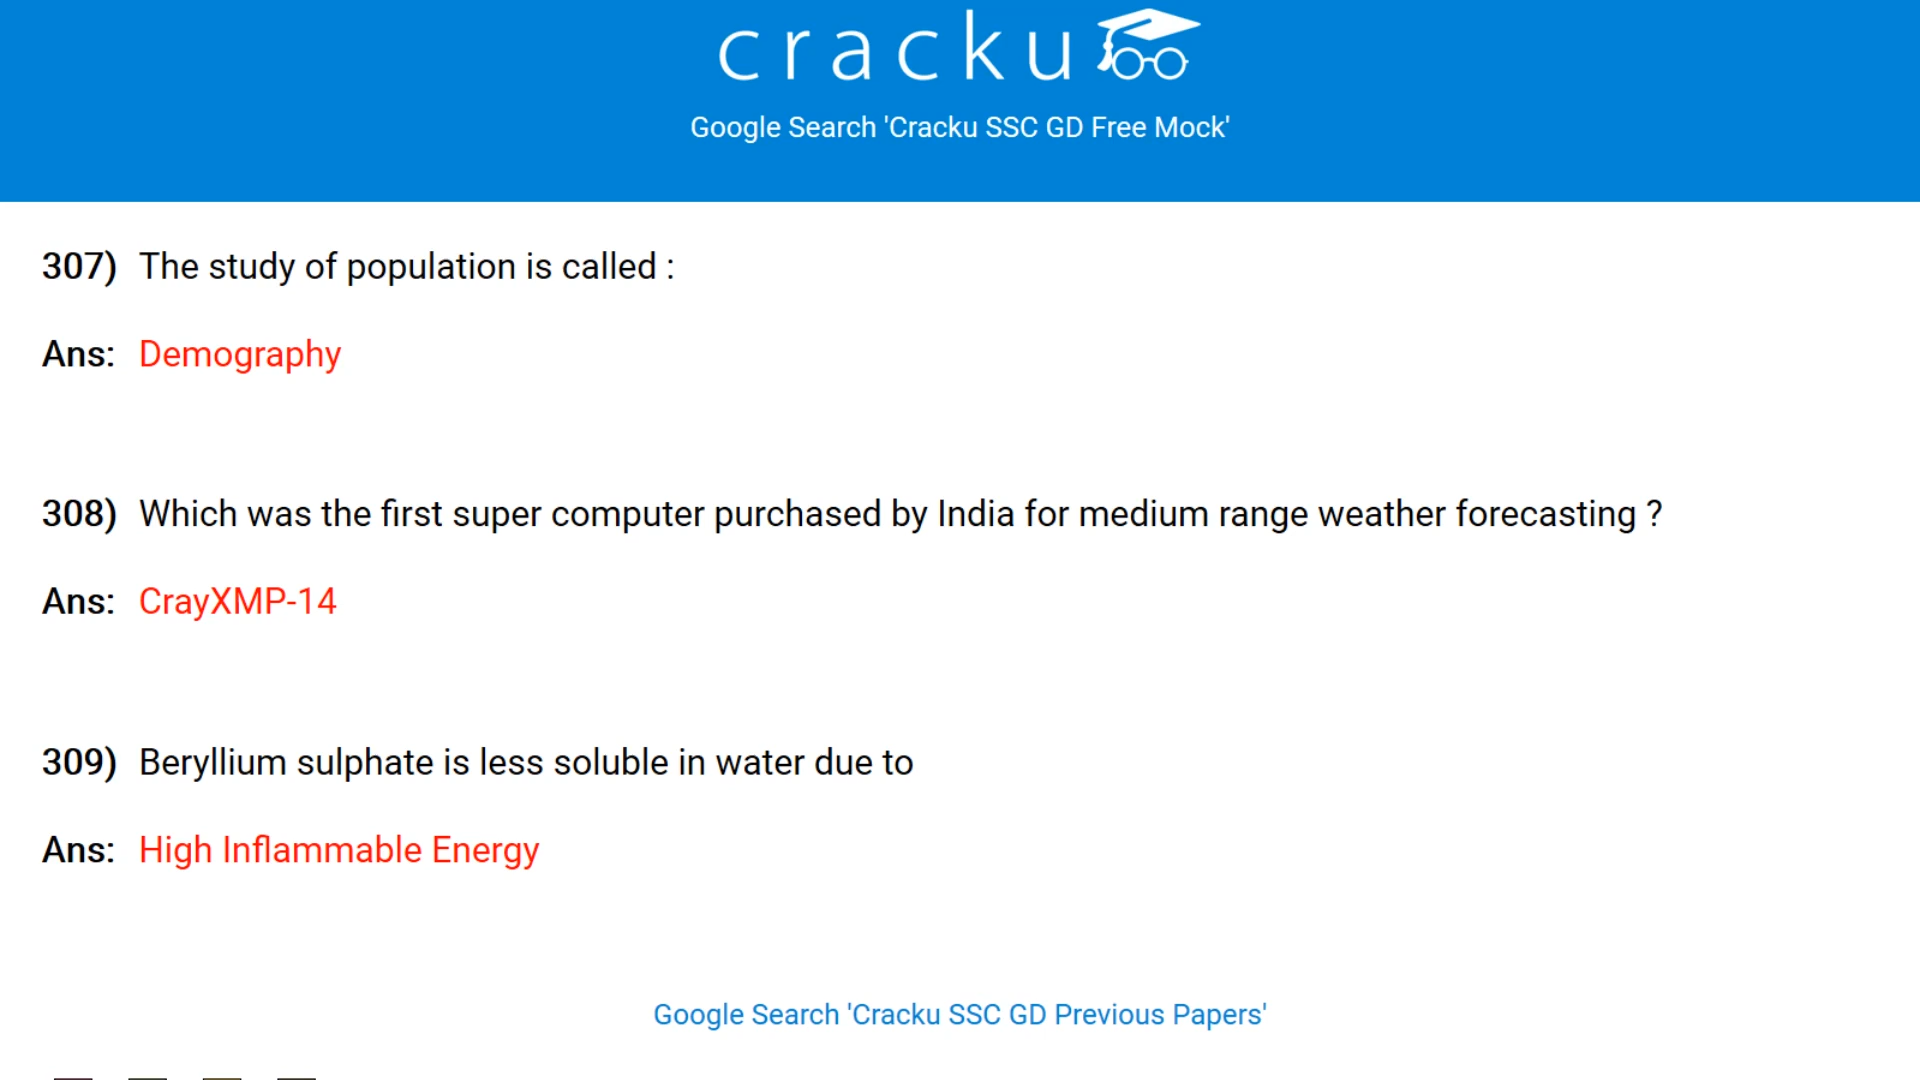 cracku
Google Search 'Cracku SSC GD Free Mock'
307) The study of population is called :
Ans: Demography
308) Which was the first super computer purchased by India for medium range weather forecasting ?
Ans: CrayXMP-14
309) Beryllium sulphate is less soluble in water due to
Ans: High Inflammable Energy
Google Search 'Cracku SSC GD Previous Papers'